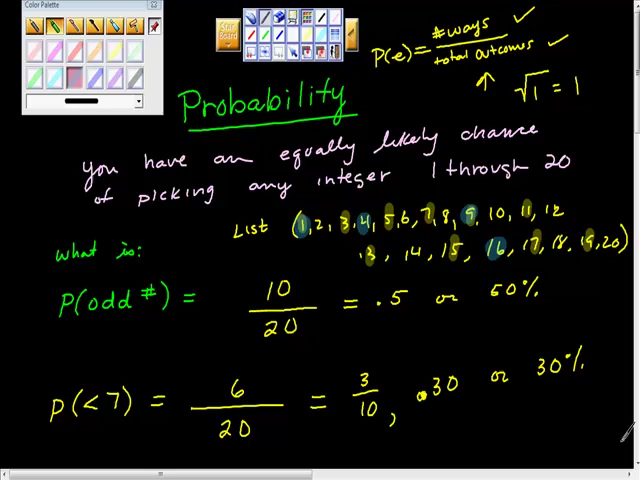 Color Palette
Star Board
P(e) = # ways / total outcomes
√1 = 1
Probability
you have an equally likely chance
of picking any integer 1 through 20
List (1, 2, 3, 4, 5, 6, 7, 8, 9, 10, 11, 12
13, 14, 15, 16, 17, 18, 19, 20)
what is:
P(odd #) = 10/20 = .5 or 50%
P(< 7) = 6/20 = 3/10, .30 or 30%